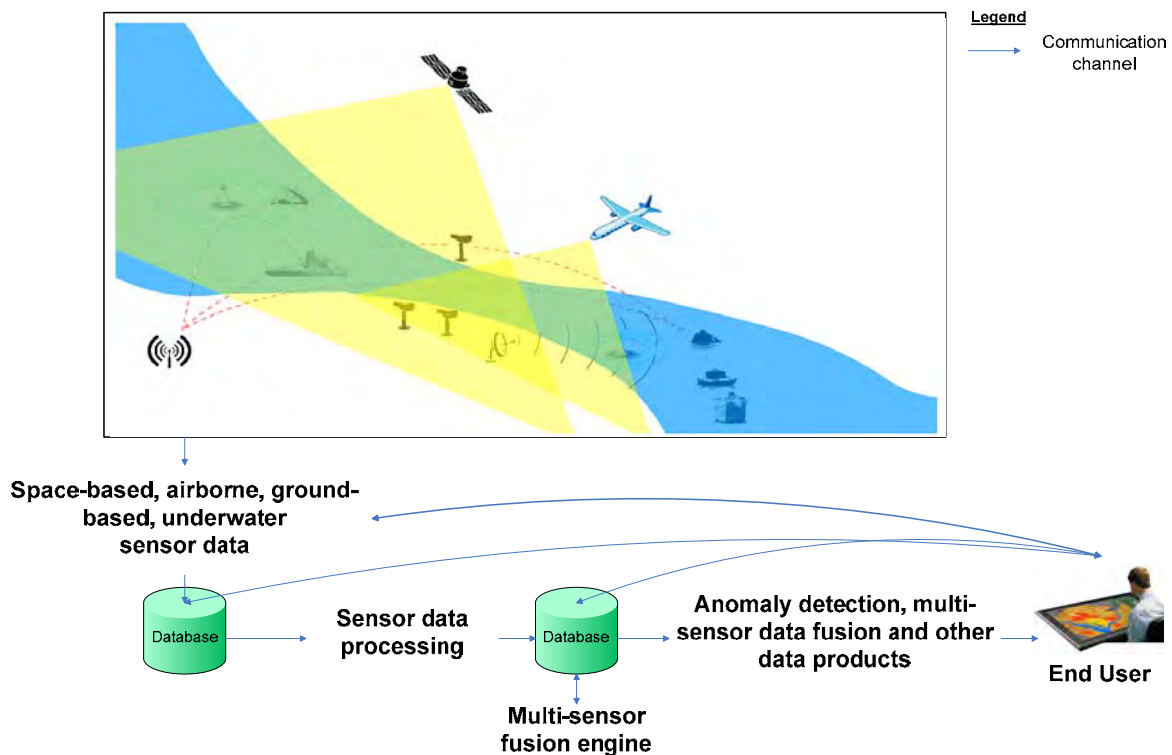 Legend
Communication
channel
Space-based, airborne, ground-
based, underwater
sensor data
Database
Sensor data
processing
Database
Anomaly detection, multi-
sensor data fusion and other
data products
End User
Multi-sensor
fusion engine